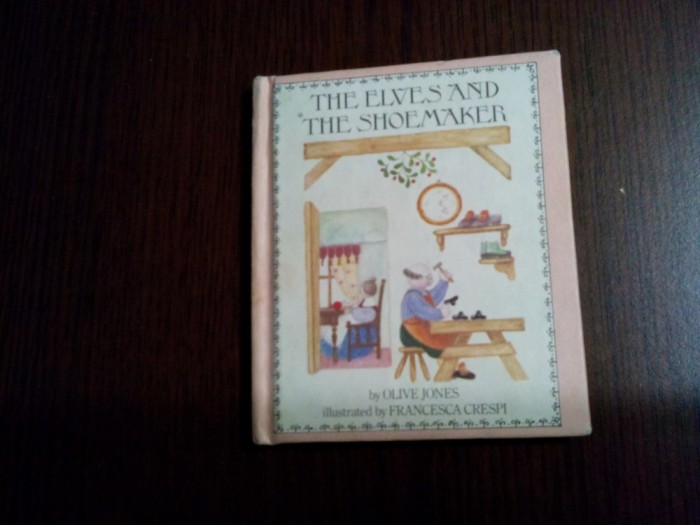 THE ELVES AND
THE SHOEMAKER
by OLIVE JONES
illustrated by FRANCESCA CRESPI